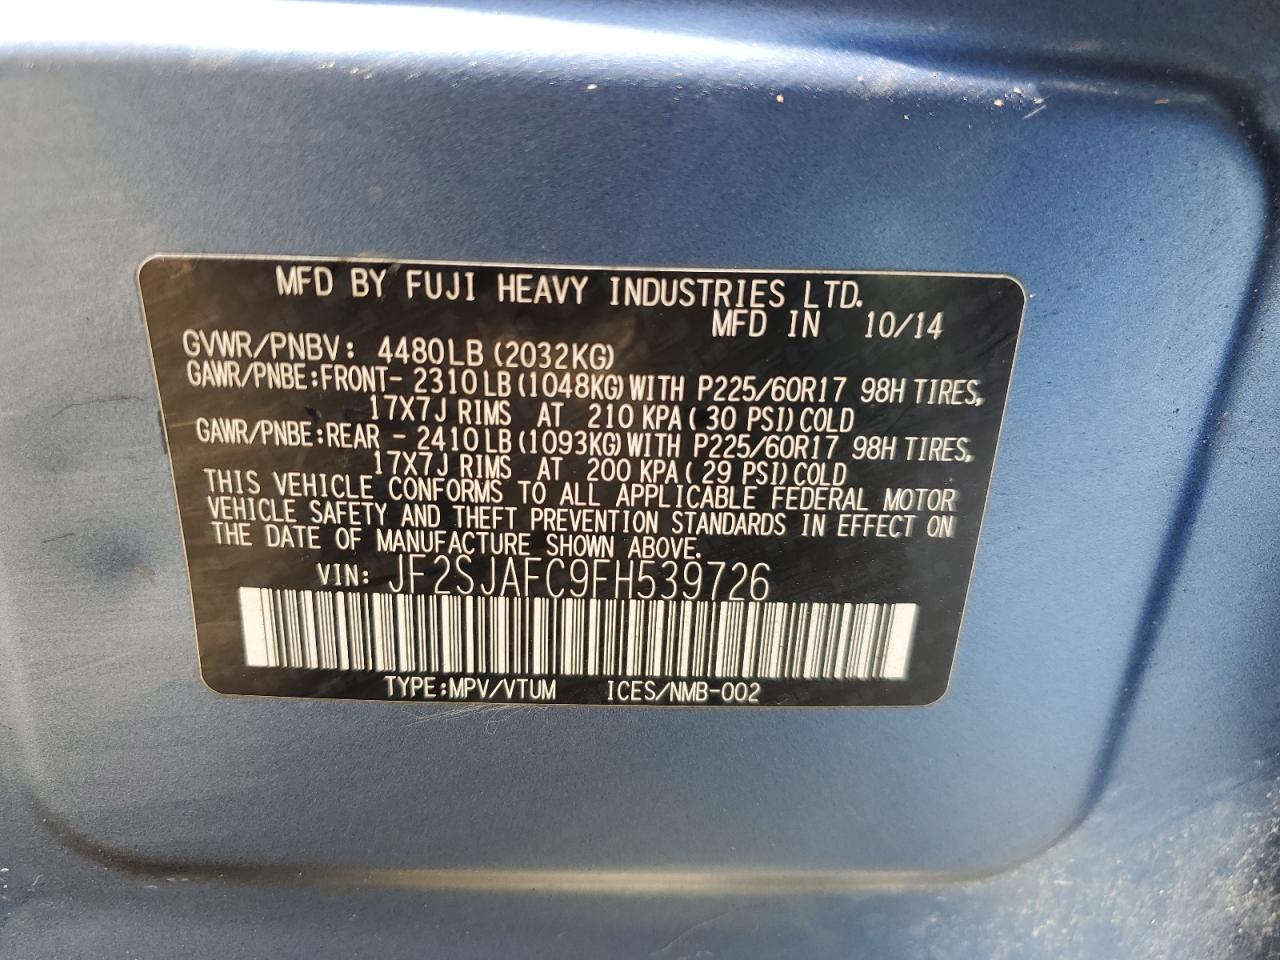 MFD BY FUJI HEAVY INDUSTRIES LTD.
MFD IN 10/14
GVWR/PNBV: 4480LB (2032KG)
GAWR/PNBE:FRONT- 2310LB(1048KG)WITH P225/60R17 98H TIRES,
17X7J RIMS AT 210 KPA( 30 PSI)COLD
GAWR/PNBE:REAR - 2410LB(1093KG)WITH P225/60R17 98H TIRES,
17X7J RIMS AT 200 KPA( 29 PSI)COLD
THIS VEHICLE CONFORMS TO ALL APPLICABLE FEDERAL MOTOR
VEHICLE SAFETY AND THEFT PREVENTION STANDARDS IN EFFECT ON
THE DATE OF MANUFACTURE SHOWN ABOVE.
VIN: JF2SJAFC9FH539726
TYPE:MPV/VTUM ICES/NMB-002